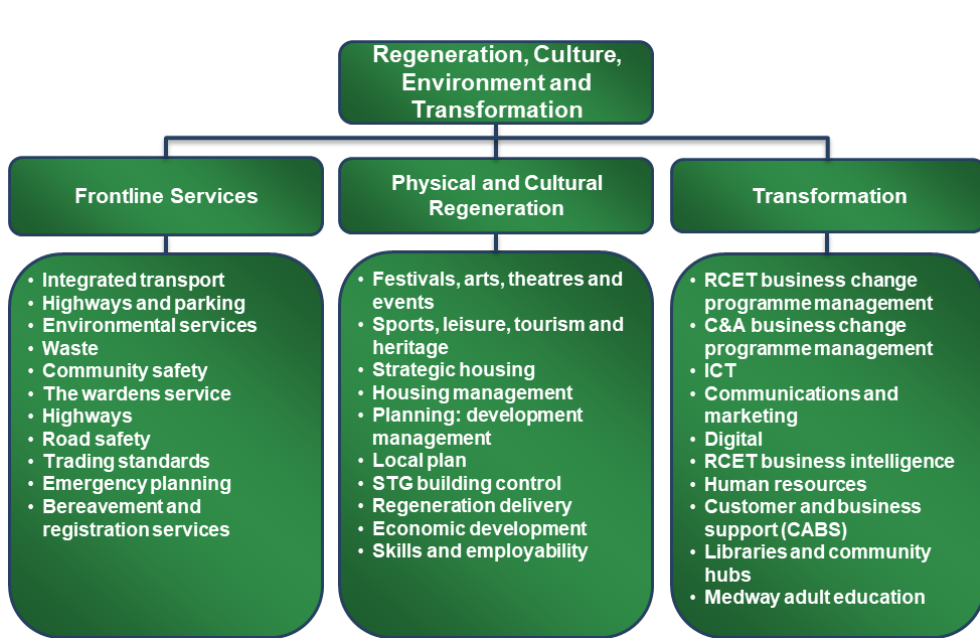 Regeneration, Culture,
Environment and
Transformation
Frontline Services
• Integrated transport
• Highways and parking
• Environmental services
• Waste
• Community safety
• The wardens service
• Highways
• Road safety
• Trading standards
• Emergency planning
• Bereavement and
registration services
Physical and Cultural
Regeneration
• Festivals, arts, theatres and
events
• Sports, leisure, tourism and
heritage
• Strategic housing
• Housing management
• Planning: development
management
• Local plan
• STG building control
• Regeneration delivery
• Economic development
• Skills and employability
Transformation
• RCET business change
programme management
• C&A business change
programme management
• ICT
• Communications and
marketing
• Digital
• RCET business intelligence
• Human resources
• Customer and business
support (CABS)
• Libraries and community
hubs
• Medway adult education